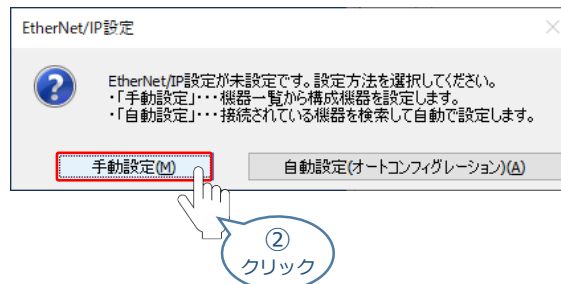 EtherNet/IP設定
EtherNet/IP設定が未設定です。設定方法を選択してください。
・「手動設定」・・・機器一覧から構成機器を設定します。
・「自動設定」・・・接続されている機器を検索して自動で設定します。
手動設定(M)
自動設定(オートコンフィグレーション)(A)
②
クリック